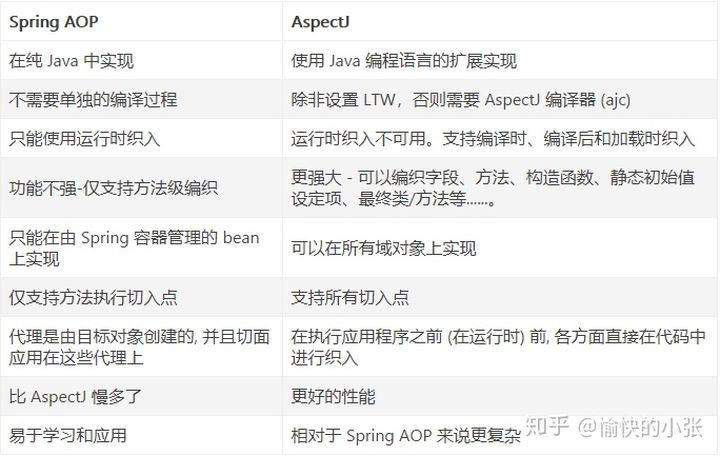 Spring AOP
AspectJ
在纯 Java 中实现
使用 Java 编程语言的扩展实现
不需要单独的编译过程
除非设置 LTW，否则需要 AspectJ 编译器 (ajc)
只能使用运行时织入
运行时织入不可用。支持编译时、编译后和加载时织入
功能不强-仅支持方法级编织
更强大 - 可以编织字段、方法、构造函数、静态初始值
设定项、最终类/方法等......。
只能在由 Spring 容器管理的 bean
上实现
可以在所有域对象上实现
仅支持方法执行切入点
支持所有切入点
代理是由目标对象创建的, 并且切面
应用在这些代理上
在执行应用程序之前 (在运行时) 前, 各方面直接在代码中
进行织入
比 AspectJ 慢多了
更好的性能
易于学习和应用
相对于 Spring AOP 来说更复杂
知乎 @愉快的小张